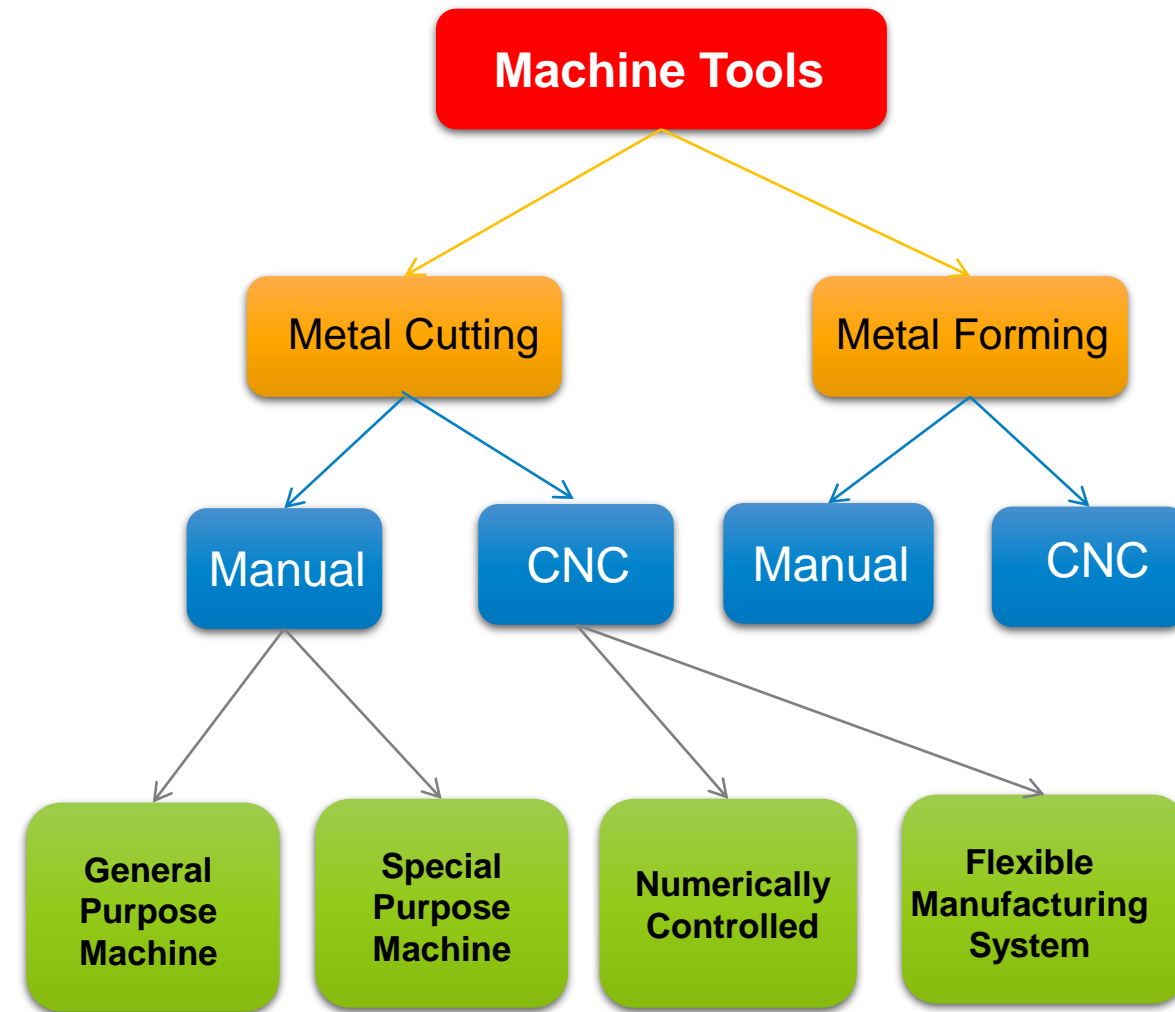 Machine Tools
Metal Cutting
Metal Forming
Manual
CNC
Manual
CNC
General
Purpose
Machine
Special
Purpose
Machine
Numerically
Controlled
Flexible
Manufacturing
System